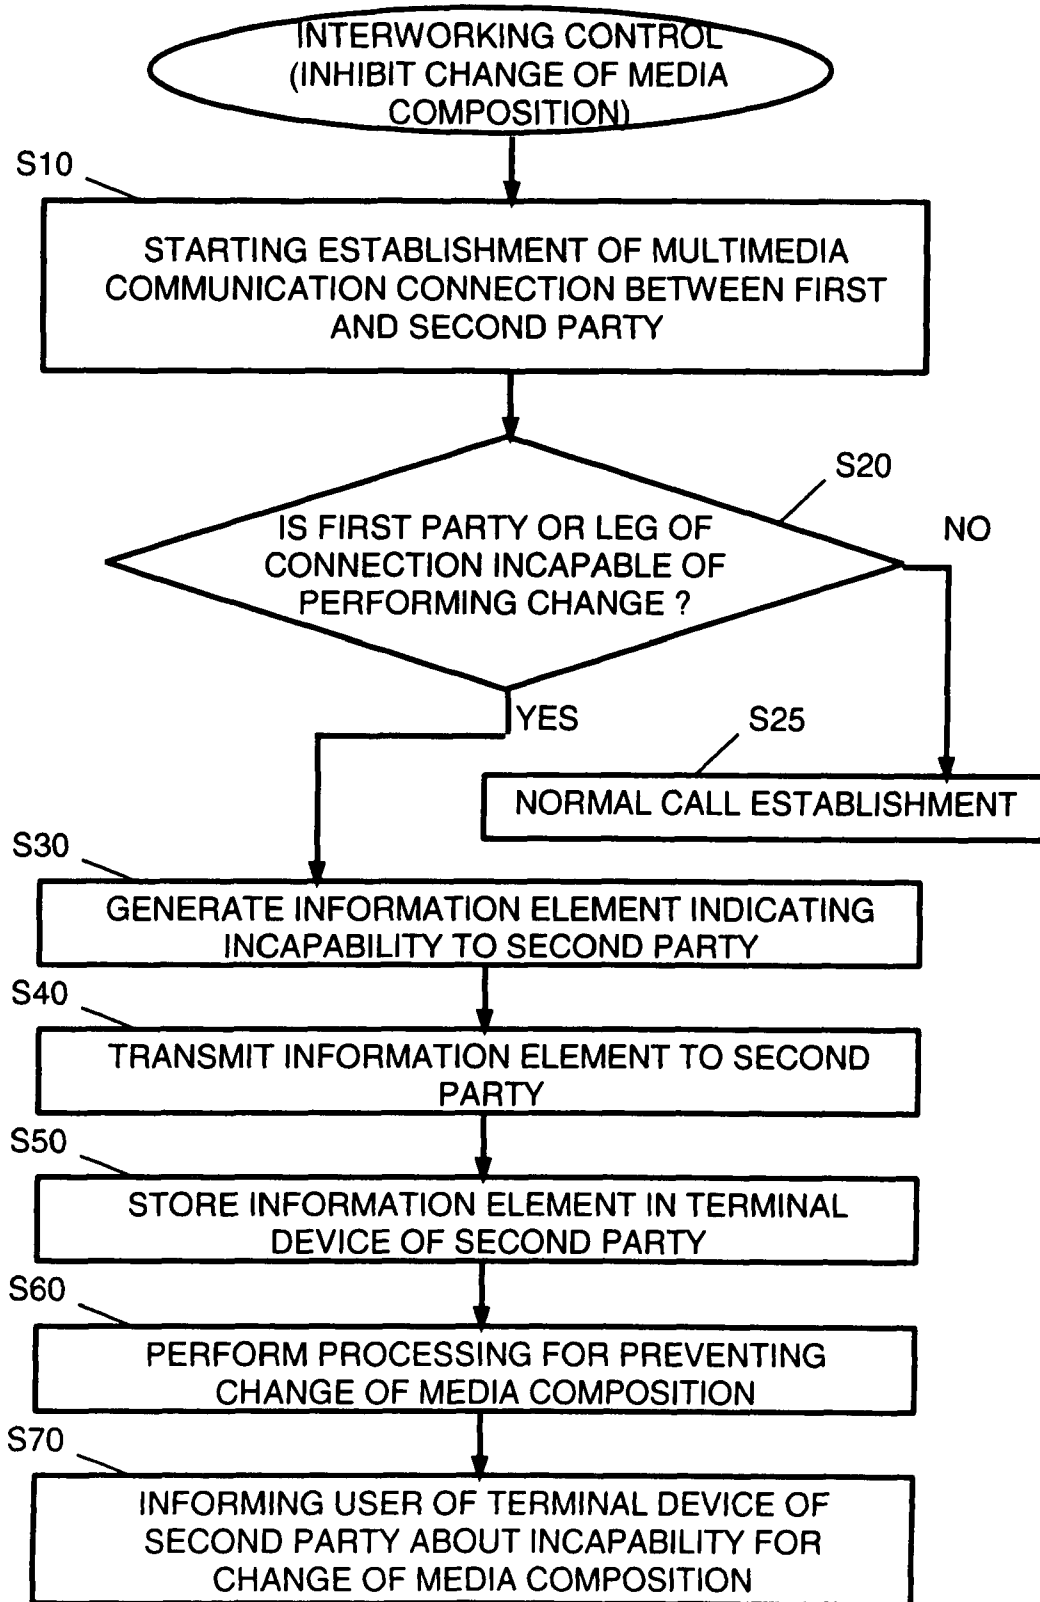 INTERWORKING CONTROL
(INHIBIT CHANGE OF MEDIA
COMPOSITION)
S10
STARTING ESTABLISHMENT OF MULTIMEDIA
COMMUNICATION CONNECTION BETWEEN FIRST
AND SECOND PARTY
S20
IS FIRST PARTY OR LEG OF
CONNECTION INCAPABLE OF
PERFORMING CHANGE ?
NO
YES
S25
NORMAL CALL ESTABLISHMENT
S30
GENERATE INFORMATION ELEMENT INDICATING
INCAPABILITY TO SECOND PARTY
S40
TRANSMIT INFORMATION ELEMENT TO SECOND
PARTY
S50
STORE INFORMATION ELEMENT IN TERMINAL
DEVICE OF SECOND PARTY
S60
PERFORM PROCESSING FOR PREVENTING
CHANGE OF MEDIA COMPOSITION
S70
INFORMING USER OF TERMINAL DEVICE OF
SECOND PARTY ABOUT INCAPABILITY FOR
CHANGE OF MEDIA COMPOSITION